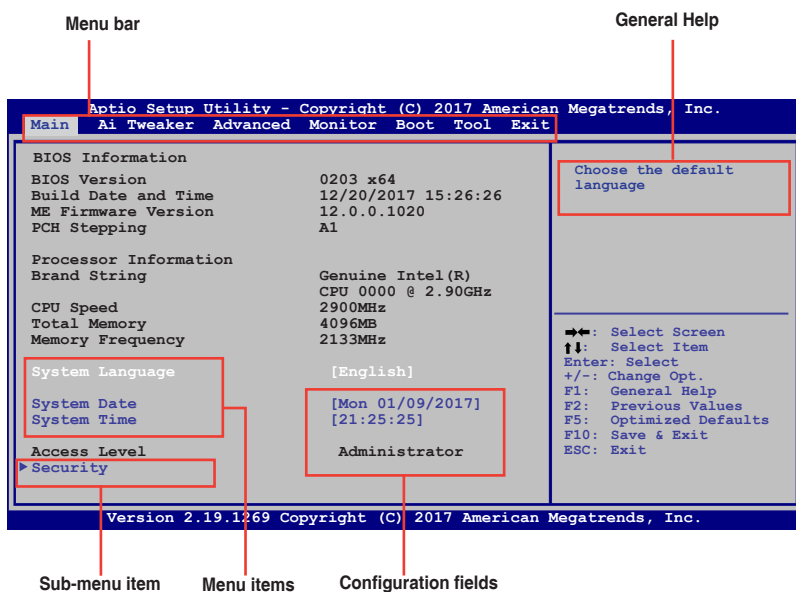 Menu bar
General Help
Aptio Setup Utility - Copyright (C) 2017 American Megatrends, Inc.
Main Ai Tweaker Advanced Monitor Boot Tool Exit
BIOS Information
BIOS Version 0203 x64
Build Date and Time 12/20/2017 15:26:26
ME Firmware Version 12.0.0.1020
PCH Stepping A1
Processor Information
Brand String Genuine Intel(R)
CPU 0000 @ 2.90GHz
CPU Speed 2900MHz
Total Memory 4096MB
Memory Frequency 2133MHz
System Language [English]
System Date [Mon 01/09/2017]
System Time [21:25:25]
Access Level Administrator
Security
Choose the default
language
: Select Screen
: Select Item
Enter: Select
+/-: Change Opt.
F1: General Help
F2: Previous Values
F5: Optimized Defaults
F10: Save & Exit
ESC: Exit
Version 2.19.1269 Copyright (C) 2017 American Megatrends, Inc.
Sub-menu item
Menu items
Configuration fields